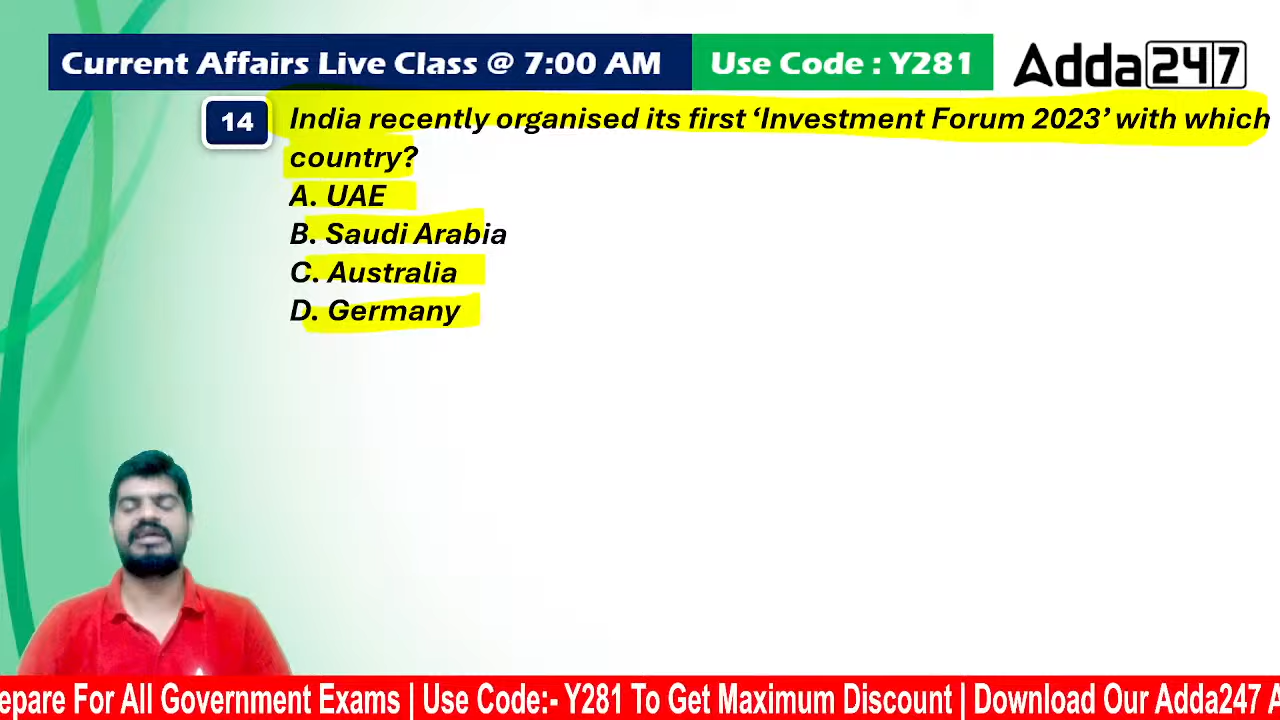 Current Affairs Live Class @ 7:00 AM Use Code : Y281 Adda247
14 India recently organised its first ‘Investment Forum 2023’ with which
country?
A. UAE
B. Saudi Arabia
C. Australia
D. Germany
epare For All Government Exams | Use Code:- Y281 To Get Maximum Discount | Download Our Adda247 A